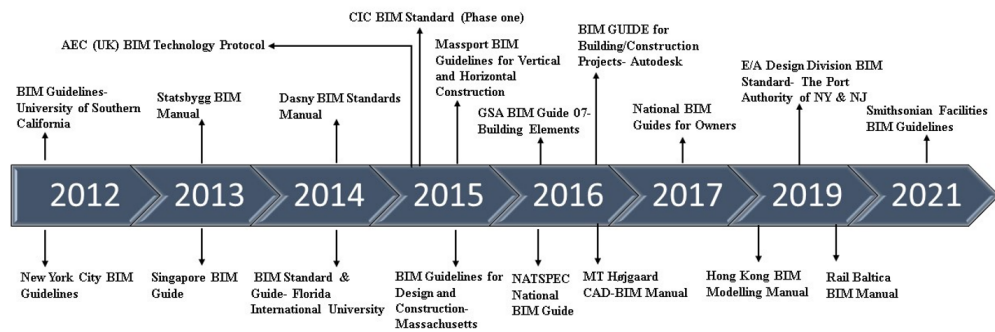 CIC BIM Standard (Phase one)
AEC (UK) BIM Technology Protocol
BIM Guidelines-
University of Southern
California
Statsbygg BIM
Manual
Dasny BIM Standards
Manual
Massport BIM
Guidelines for Vertical
and Horizontal
Construction
GSA BIM Guide 07-
Building Elements
BIM GUIDE for
Building/Construction
Projects- Autodesk
National BIM
Guides for Owners
E/A Design Division BIM
Standard- The Port
Authority of NY & NJ
Smithsonian Facilities
BIM Guidelines
2012
2013
2014
2015
2016
2017
2019
2021
New York City BIM
Guidelines
Singapore BIM
Guide
BIM Standard &
Guide- Florida
International University
BIM Guidelines for
Design and
Construction-
Massachusetts
NATSPEC
National
BIM Guide
MT Højgaard
CAD-BIM Manual
Hong Kong BIM
Modelling Manual
Rail Baltica
BIM Manual